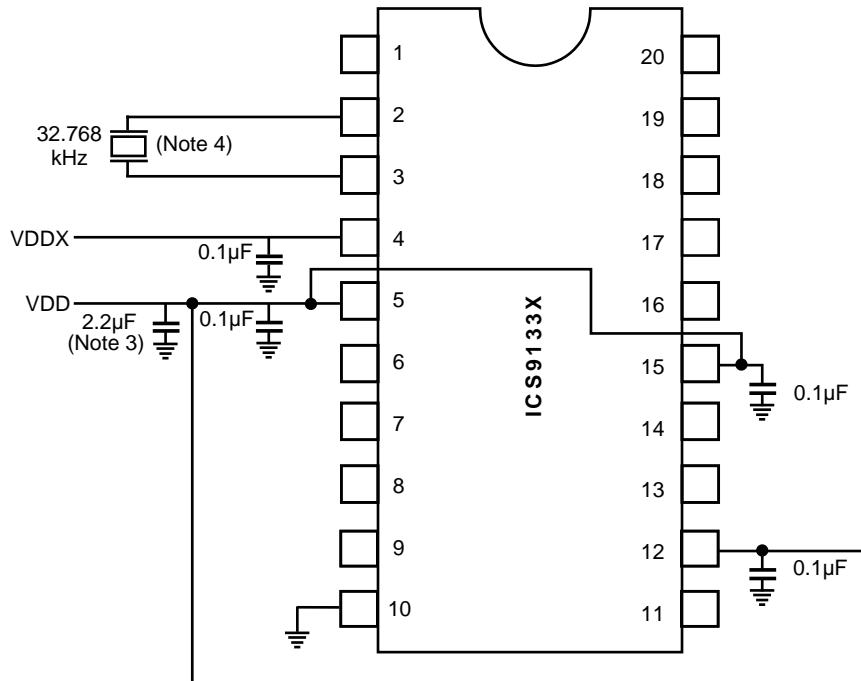 1
20
2
19
32.768
kHz
(Note 4)
3
18
VDDX
4
17
0.1µF
VDD
5
16
2.2µF
(Note 3)
0.1µF
6
15
ICS9133X
0.1µF
7
14
8
13
9
12
0.1µF
10
11